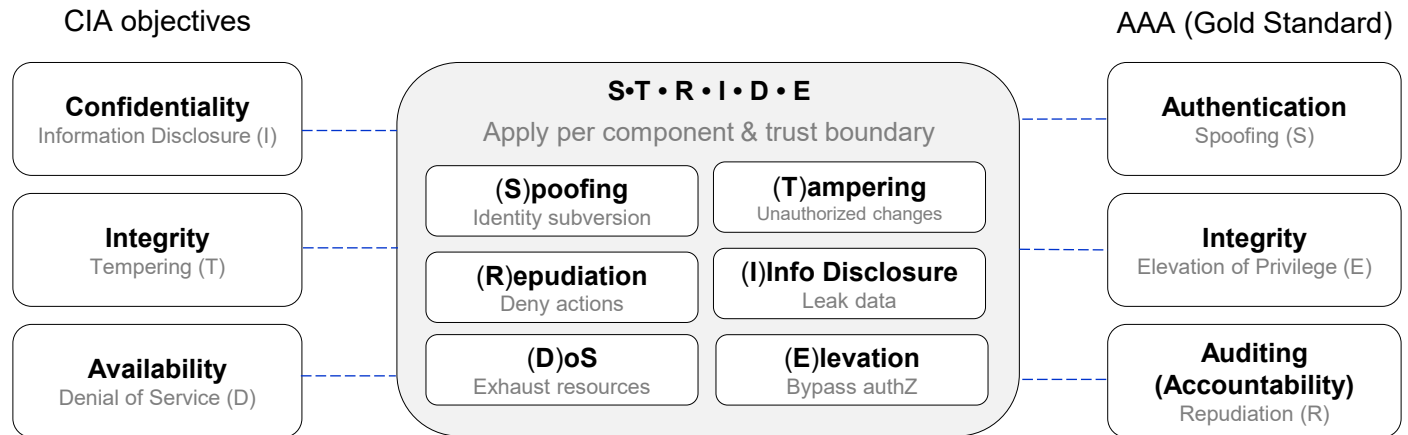 CIA objectives
Confidentiality
Information Disclosure (I)
Integrity
Tempering (T)
Availability
Denial of Service (D)
S•T • R • I • D • E
Apply per component & trust boundary
(S)poofing
Identity subversion
(T)ampering
Unauthorized changes
(R)epudiation
Deny actions
(I)Info Disclosure
Leak data
(D)oS
Exhaust resources
(E)levation
Bypass authZ
AAA (Gold Standard)
Authentication
Spoofing (S)
Integrity
Elevation of Privilege (E)
Auditing
(Accountability)
Repudiation (R)